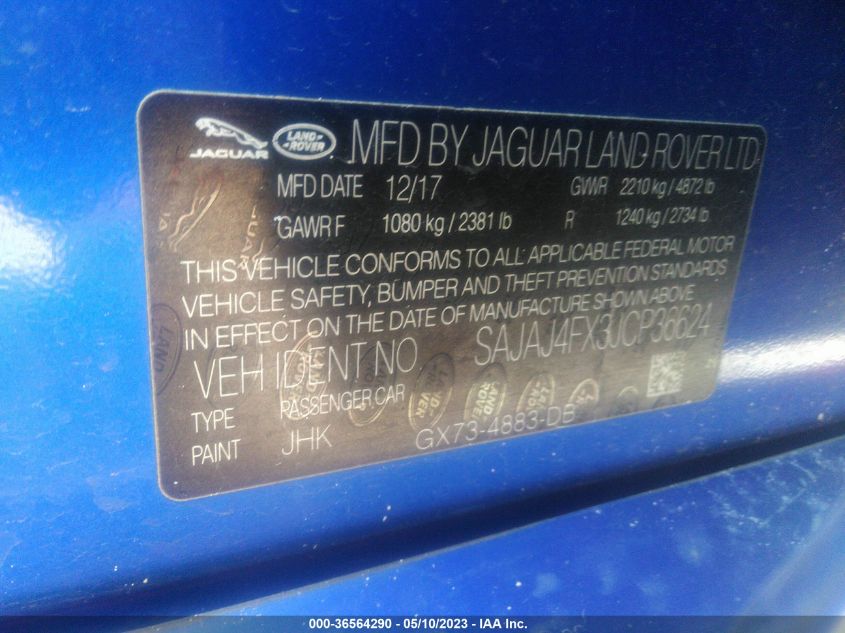 JAGUAR LAND-ROVER MFD BY JAGUAR LAND ROVER LTD
MFD DATE 12/17 GVWR 2210 kg / 4872 lb
GAWR F 1080 kg / 2381 lb R 1240 kg / 2734 lb
THIS VEHICLE CONFORMS TO ALL APPLICABLE FEDERAL MOTOR
VEHICLE SAFETY, BUMPER AND THEFT PREVENTION STANDARDS
IN EFFECT ON THE DATE OF MANUFACTURE SHOWN ABOVE
VEH IDENT NO SAJAJ4FX3JCP36624
TYPE PASSENGER CAR
PAINT JHK GX73-4883-DB
000-36564290 - 05/10/2023 - IAA Inc.